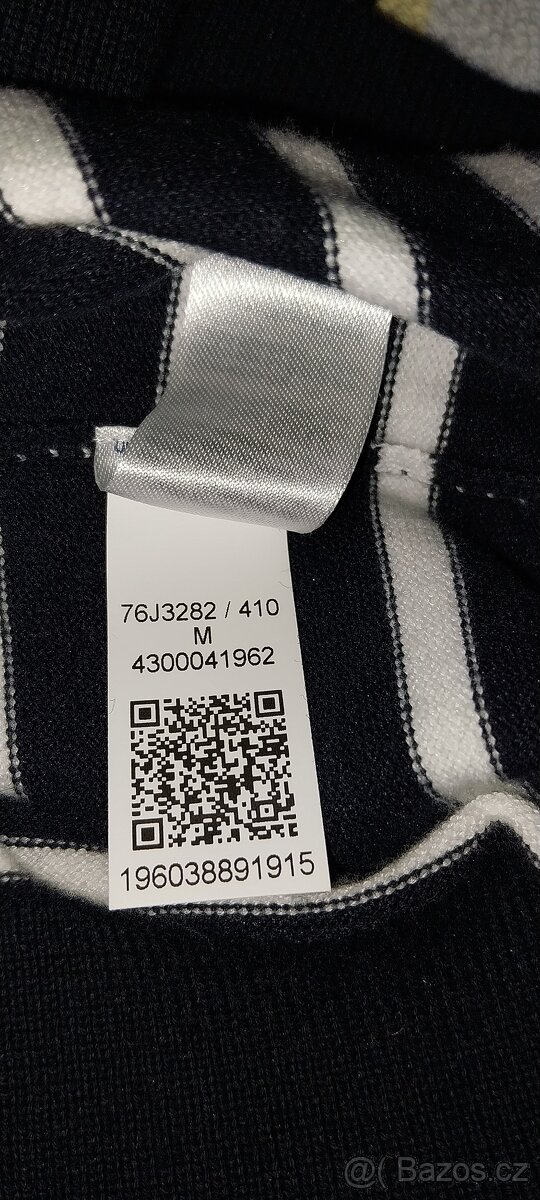 76J3282 / 410
M
4300041962
196038891915
@( Bazos.cz